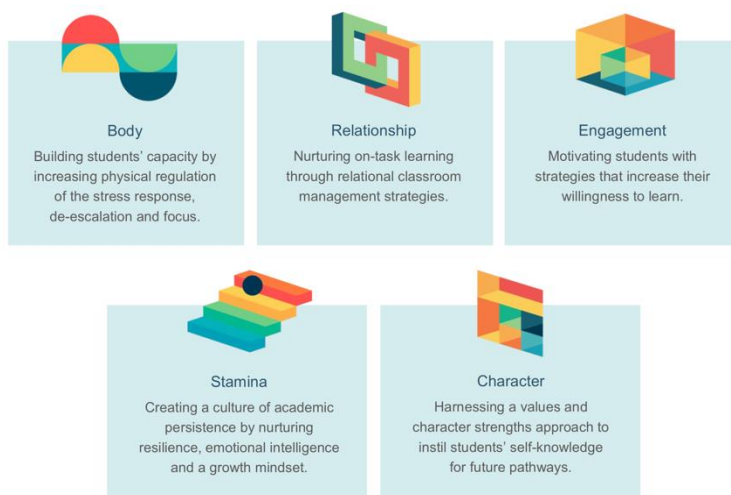 Body
Building students' capacity by
increasing physical regulation
of the stress response,
de-escalation and focus.
Relationship
Nurturing on-task learning
through relational classroom
management strategies.
Engagement
Motivating students with
strategies that increase their
willingness to learn.
Stamina
Creating a culture of academic
persistence by nurturing
resilience, emotional intelligence
and a growth mindset.
Character
Harnessing a values and
character strengths approach to
instil students' self-knowledge
for future pathways.